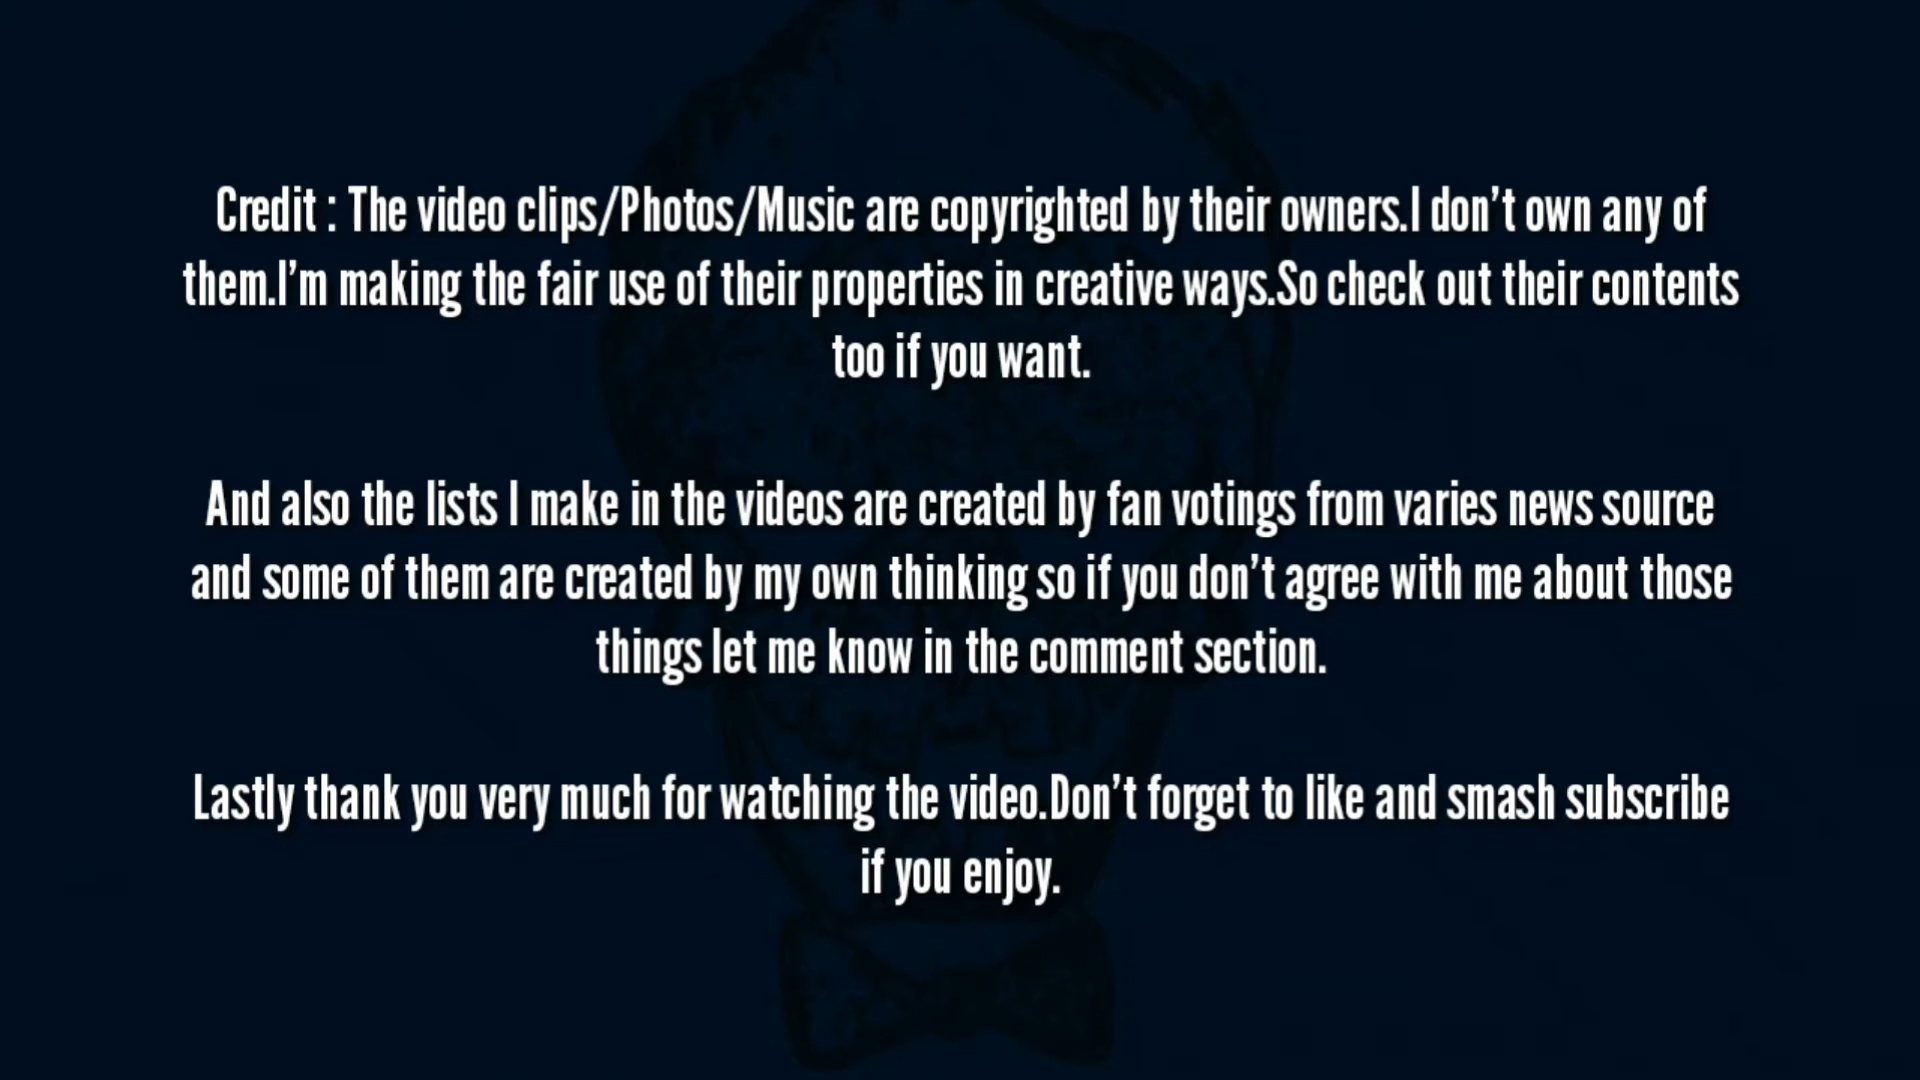 Credit : The video clips/Photos/Music are copyrighted by their owners.I don't own any of
them.I'm making the fair use of their properties in creative ways.So check out their contents
too if you want.
And also the lists I make in the videos are created by fan votings from varies news source
and some of them are created by my own thinking so if you don't agree with me about those
things let me know in the comment section.
Lastly thank you very much for watching the video.Don't forget to like and smash subscribe
if you enjoy.